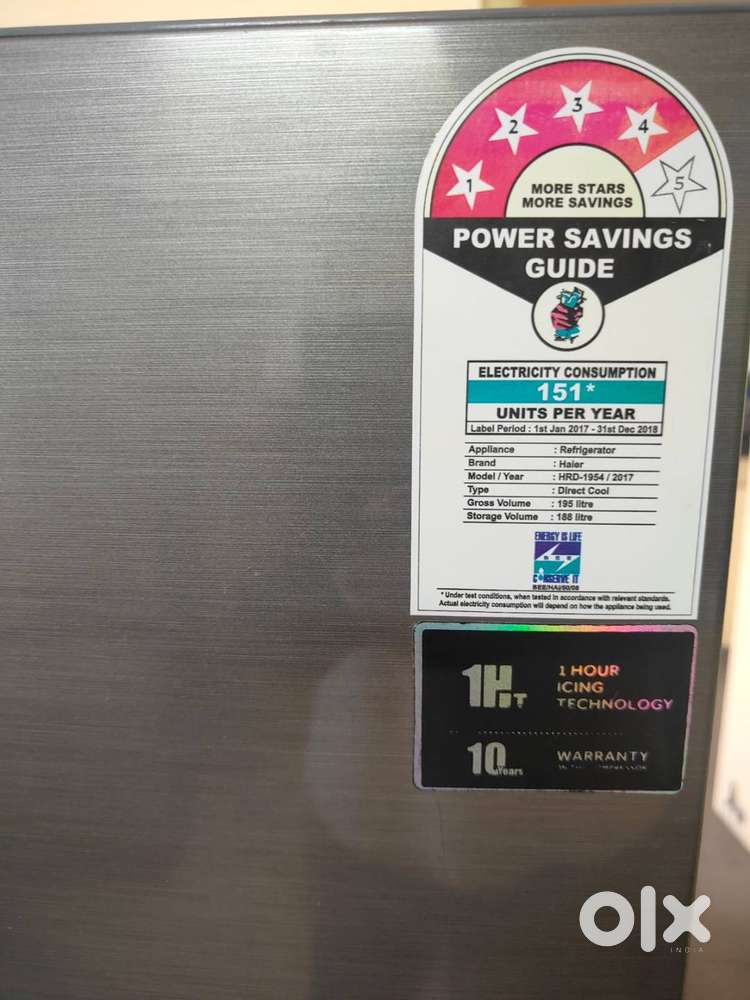 1
2
3
4
5
MORE STARS
MORE SAVINGS
POWER SAVINGS
GUIDE
ELECTRICITY CONSUMPTION
151*
UNITS PER YEAR
Label Period : 1st Jan 2017 - 31st Dec 2018
Appliance : Refrigerator
Brand : Haier
Model / Year : HRD-1954 / 2017
Type : Direct Cool
Gross Volume : 195 litre
Storage Volume : 188 litre
ENERGY IS LIFE
BEE
CONSERVE IT
* Under test conditions, when tested in accordance with relevant standards.
Actual electricity consumption will depend on how the appliance being used.
1HIT
1 HOUR
ICING
TECHNOLOGY
10 Years
WARRANTY
olx
INDIA